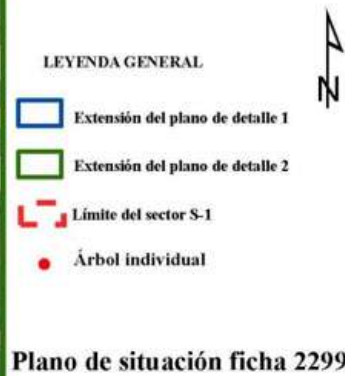 LEYENDA GENERAL
N
Extensión del plano de detalle 1
Extensión del plano de detalle 2
Límite del sector S-1
Árbol individual
Plano de situación ficha 2299